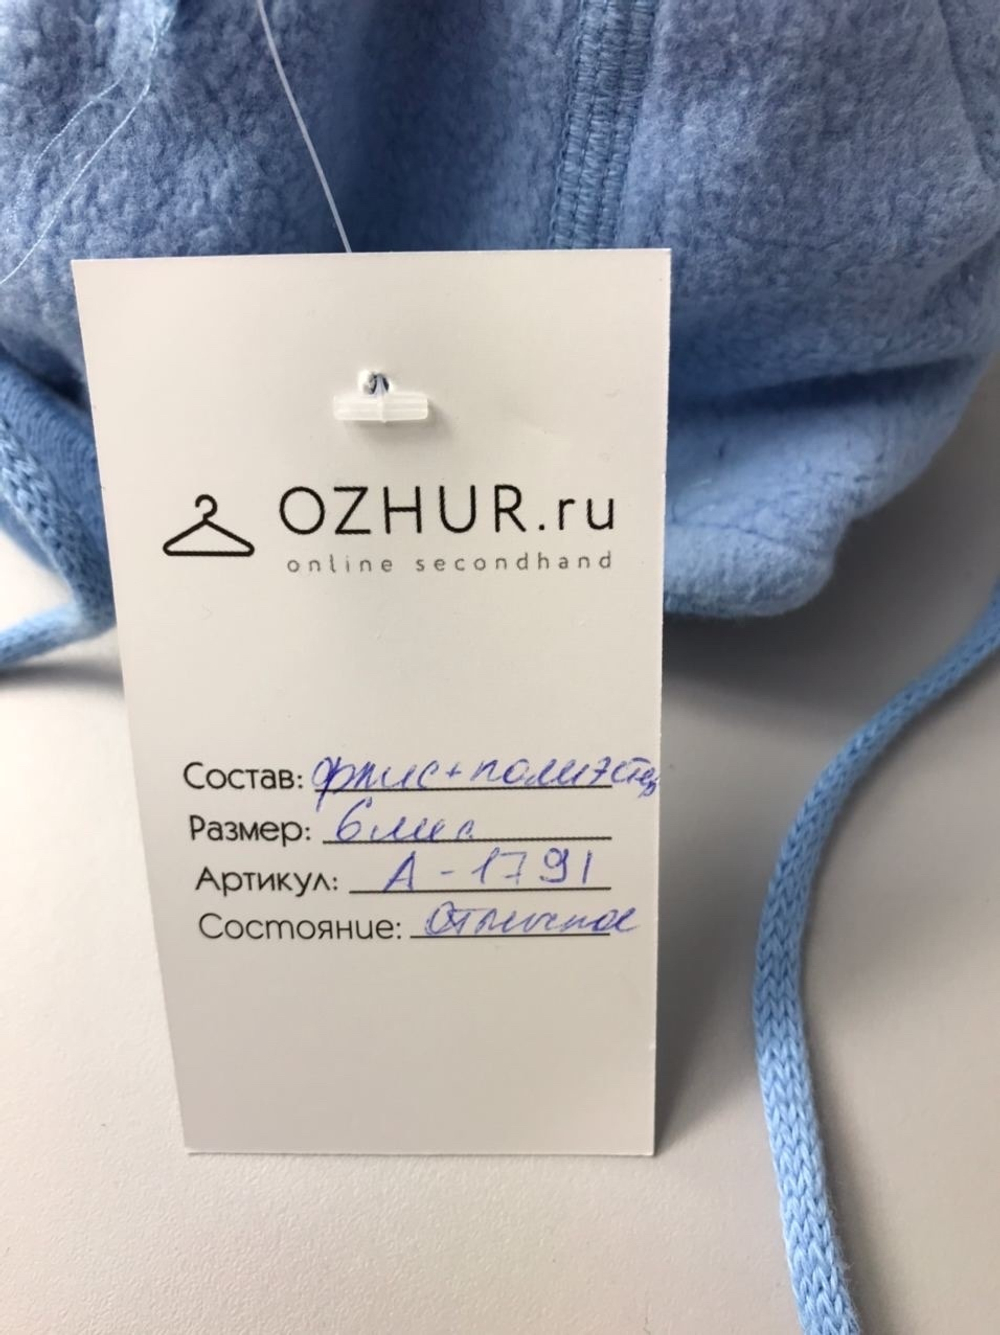 OZHUR.ru
online secondhand
Состав: флис+полиэстер
Размер: 6 мес
Артикул: А-1791
Состояние: Отличное